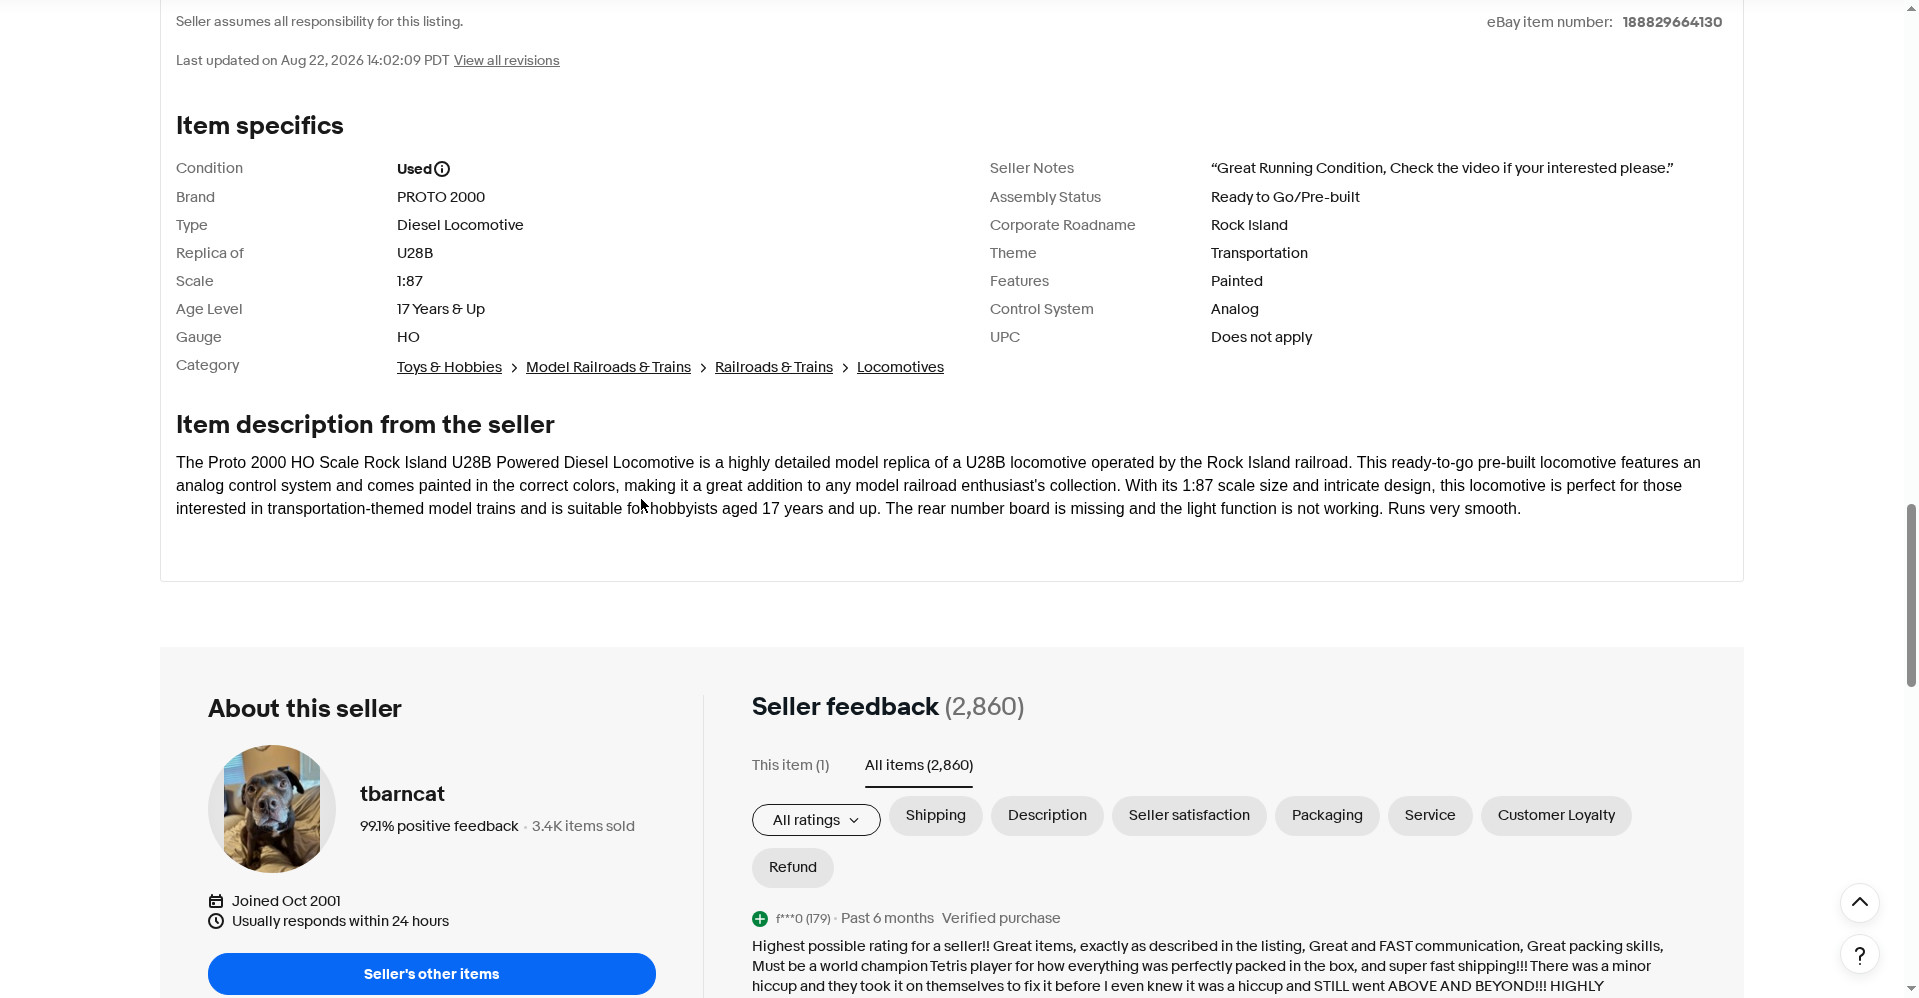 Seller assumes all responsibility for this listing.
eBay item number: 188829664130
Last updated on Aug 22, 2026 14:02:09 PDT View all revisions
Item specifics
Condition
Used
Brand
PROTO 2000
Type
Diesel Locomotive
Replica of
U28B
Scale
1:87
Age Level
17 Years & Up
Gauge
HO
Category
Toys & Hobbies > Model Railroads & Trains > Railroads & Trains > Locomotives
Seller Notes
“Great Running Condition, Check the video if your interested please.”
Assembly Status
Ready to Go/Pre-built
Corporate Roadname
Rock Island
Theme
Transportation
Features
Painted
Control System
Analog
UPC
Does not apply
Item description from the seller
The Proto 2000 HO Scale Rock Island U28B Powered Diesel Locomotive is a highly detailed model replica of a U28B locomotive operated by the Rock Island railroad. This ready-to-go pre-built locomotive features an
analog control system and comes painted in the correct colors, making it a great addition to any model railroad enthusiast's collection. With its 1:87 scale size and intricate design, this locomotive is perfect for those
interested in transportation-themed model trains and is suitable for hobbyists aged 17 years and up. The rear number board is missing and the light function is not working. Runs very smooth.
About this seller
tbarncat
99.1% positive feedback · 3.4K items sold
Joined Oct 2001
Usually responds within 24 hours
Seller's other items
Seller feedback (2,860)
This item (1)
All items (2,860)
All ratings
Shipping
Description
Seller satisfaction
Packaging
Service
Customer Loyalty
Refund
f***0 (179) · Past 6 months Verified purchase
Highest possible rating for a seller!! Great items, exactly as described in the listing, Great and FAST communication, Great packing skills,
Must be a world champion Tetris player for how everything was perfectly packed in the box, and super fast shipping!!! There was a minor
hiccup and they took it on themselves to fix it before I even knew it was a hiccup and STILL went ABOVE AND BEYOND!!! HIGHLY
?